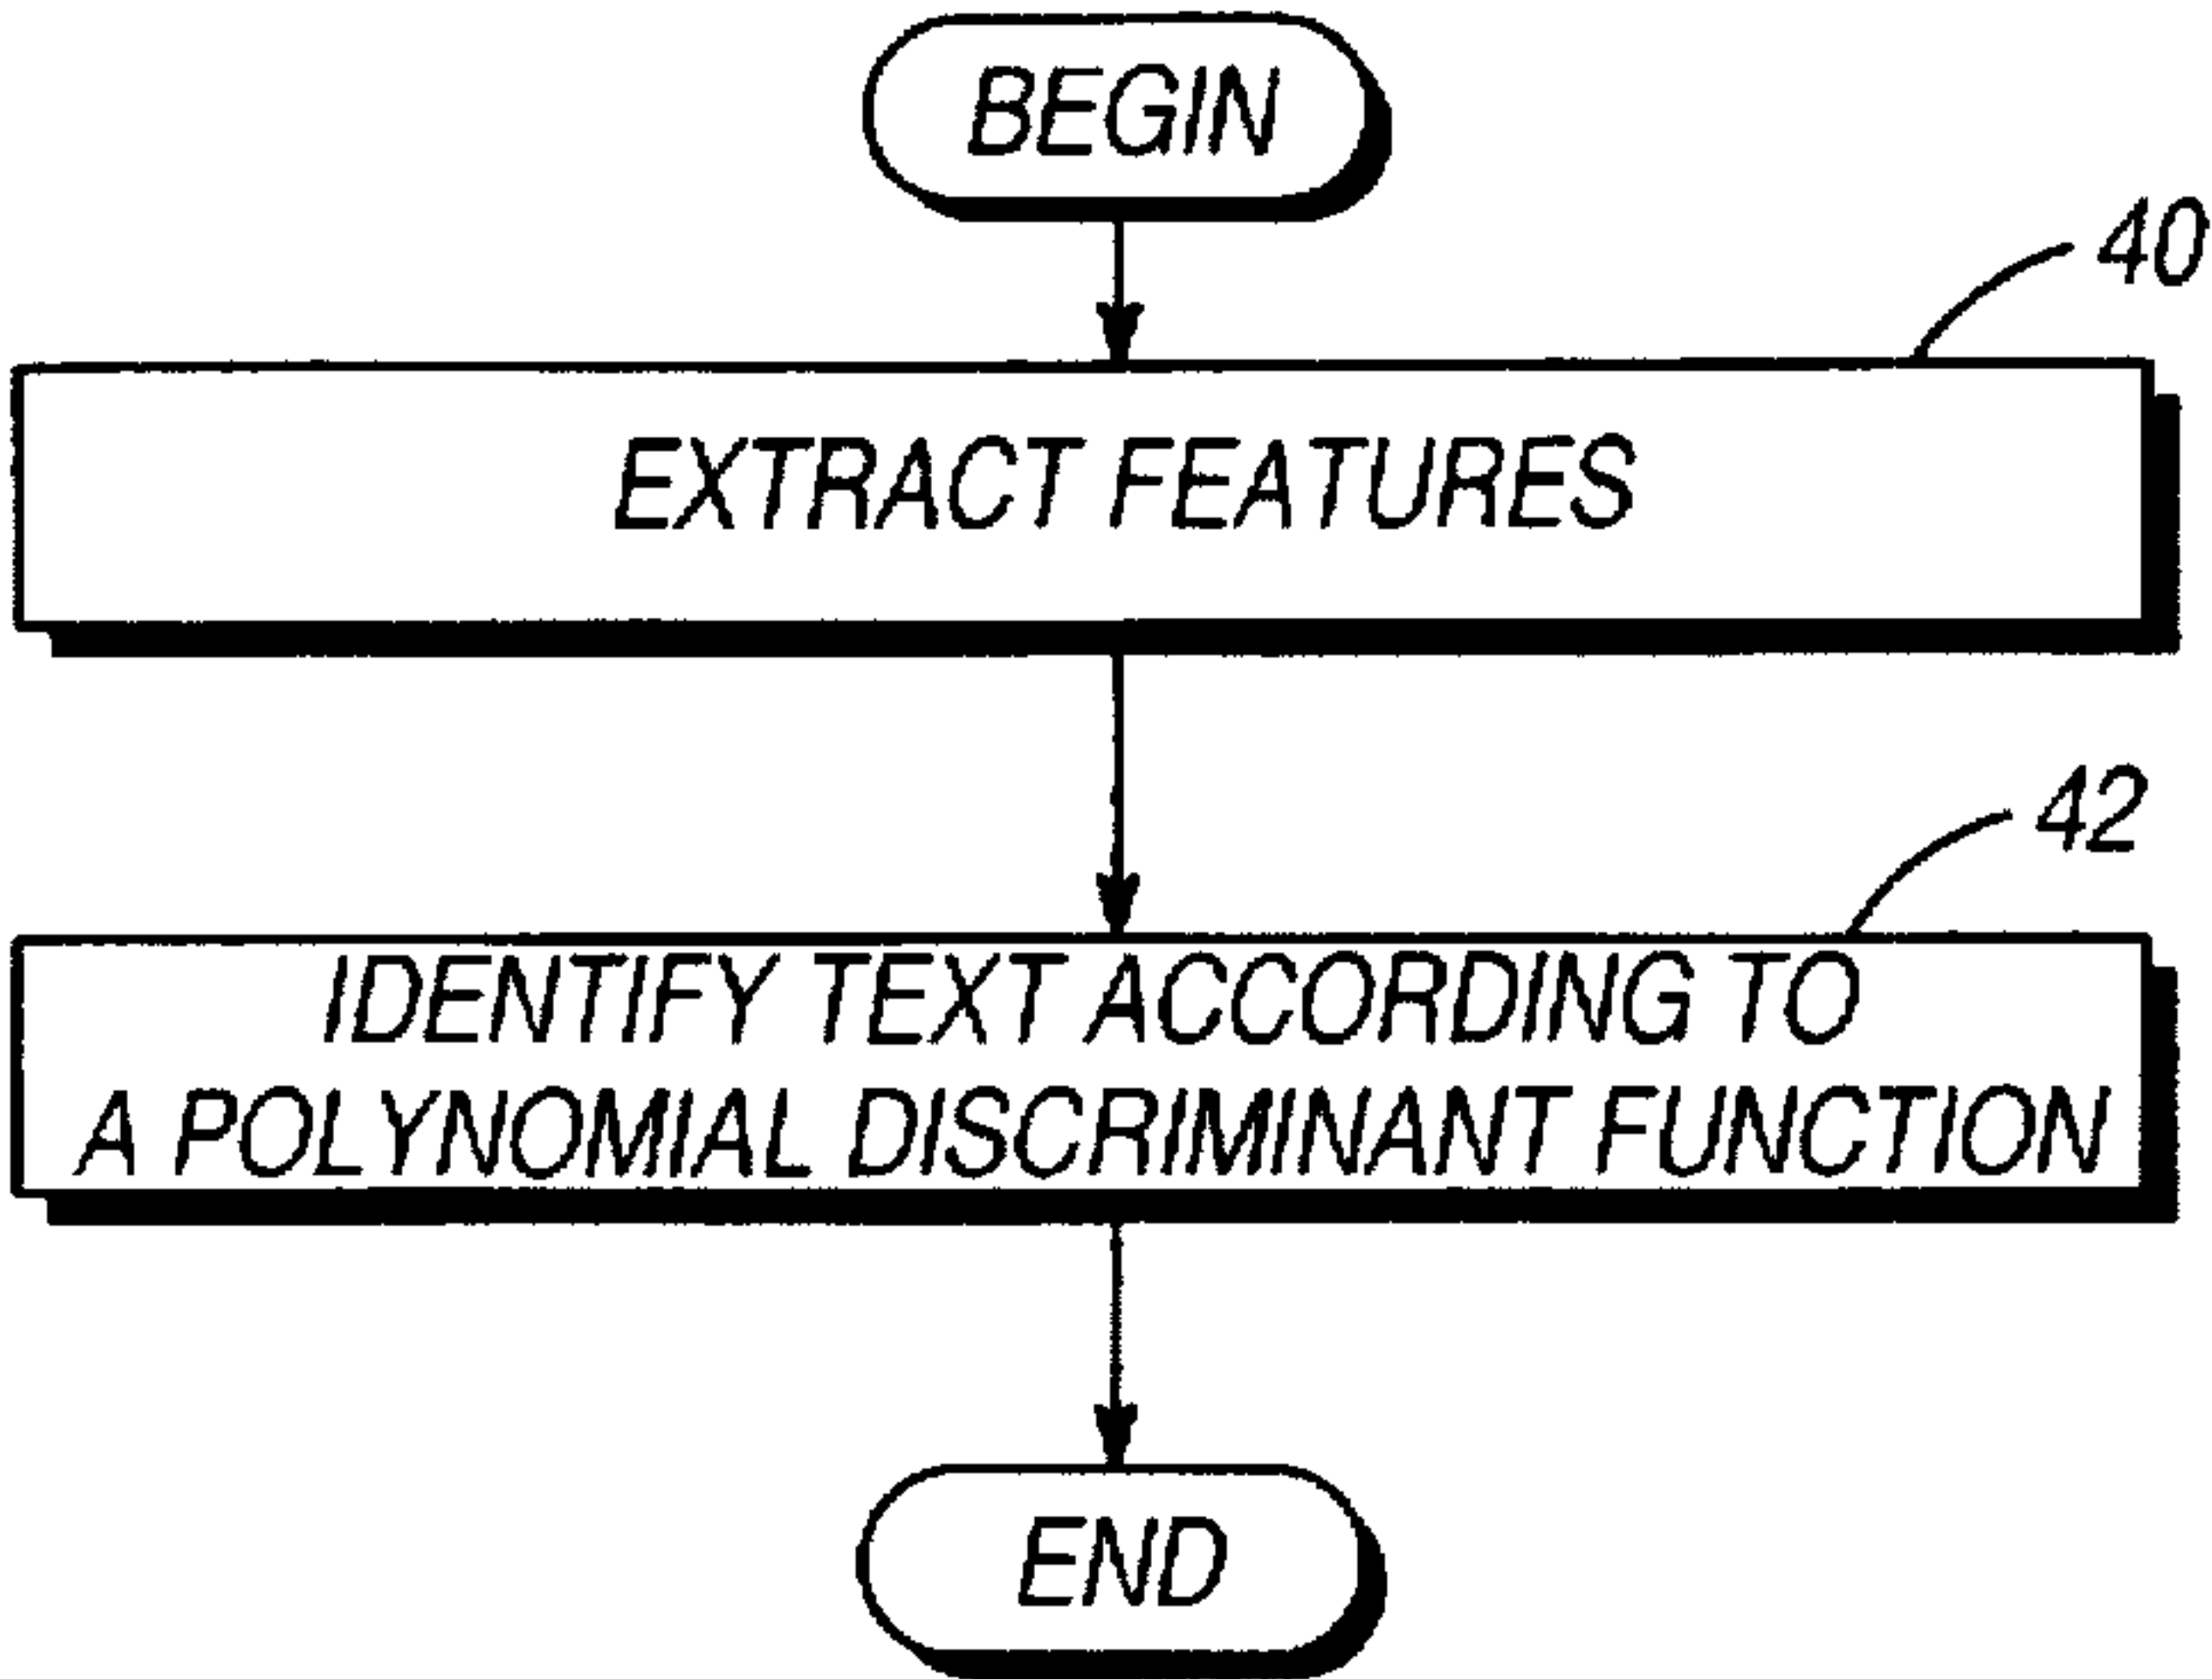 BEGIN
40
EXTRACT FEATURES
42
IDENTIFY TEXT ACCORDING TO
A POLYNOMIAL DISCRIMINANT FUNCTION
END